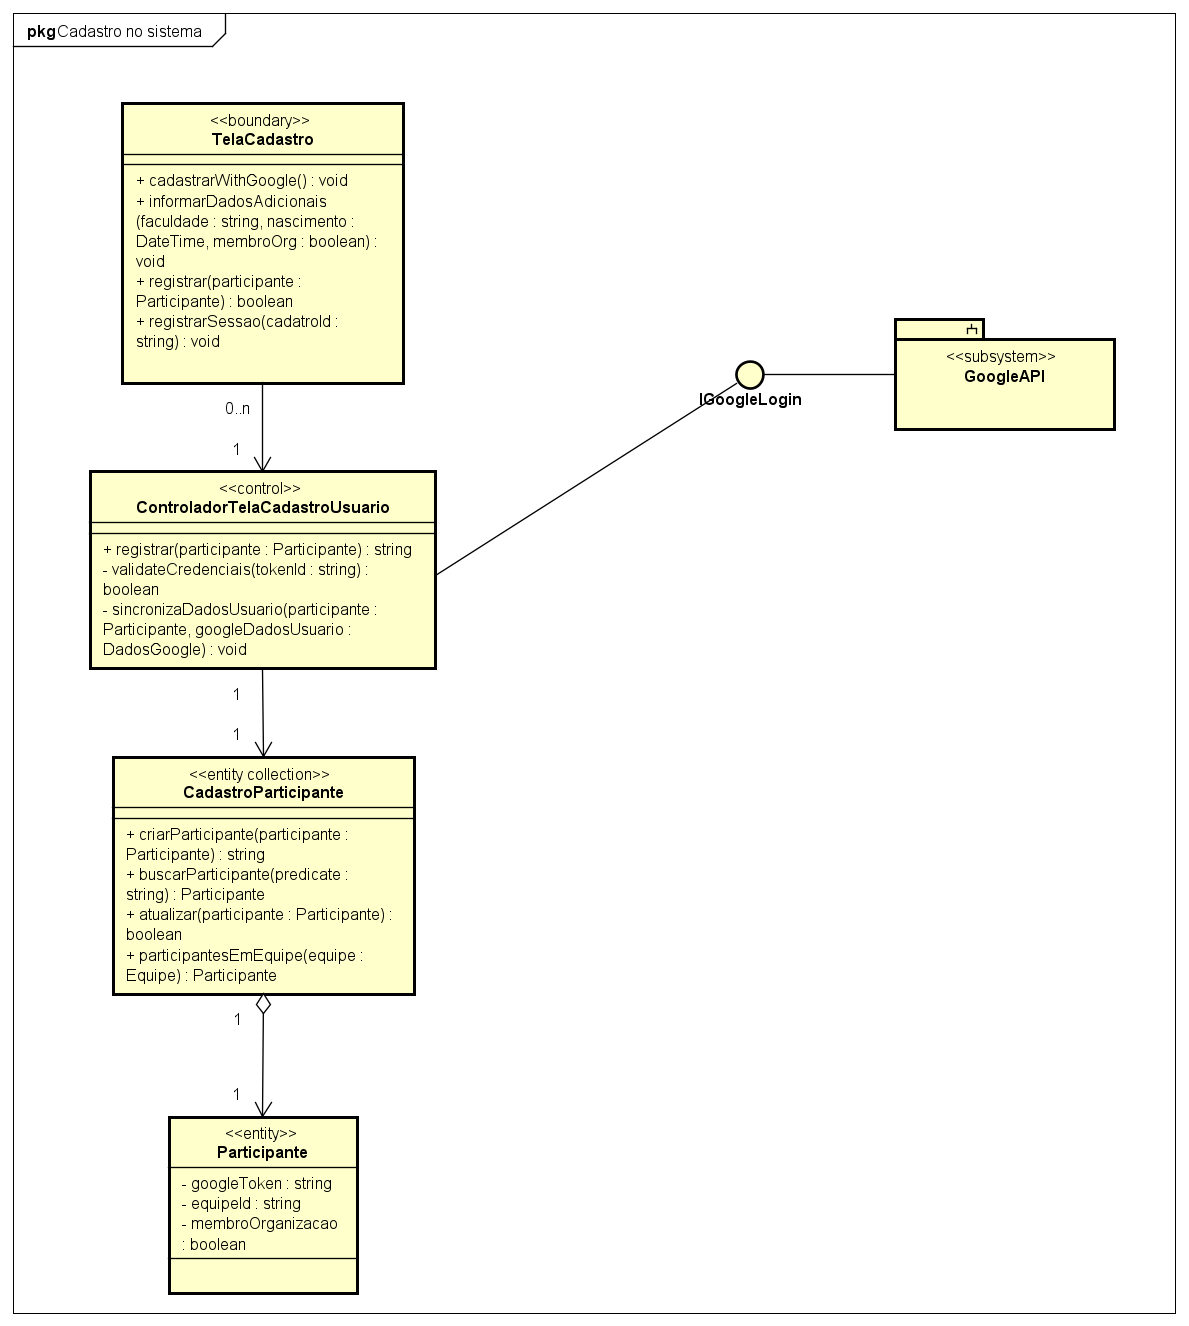 pkg Cadastro no sistema
<<boundary>>
TelaCadastro
+ cadastrarWithGoogle() : void
+ informarDadosAdicionais
(faculdade : string, nascimento :
DateTime, membroOrg : boolean) :
void
+ registrar(participante :
Participante) : boolean
+ registrarSessao(cadatroId :
string) : void
0..n
1
<<control>>
ControladorTelaCadastroUsuario
+ registrar(participante : Participante) : string
- validateCredenciais(tokenId : string) :
boolean
- sincronizaDadosUsuario(participante :
Participante, googleDadosUsuario :
DadosGoogle) : void
IGoogleLogin
<<subsystem>>
GoogleAPI
1
1
<<entity collection>>
CadastroParticipante
+ criarParticipante(participante :
Participante) : string
+ buscarParticipante(predicate :
string) : Participante
+ atualizar(participante : Participante) :
boolean
+ participantesEmEquipe(equipe :
Equipe) : Participante
1
1
<<entity>>
Participante
- googleToken : string
- equipeId : string
- membroOrganizacao
: boolean